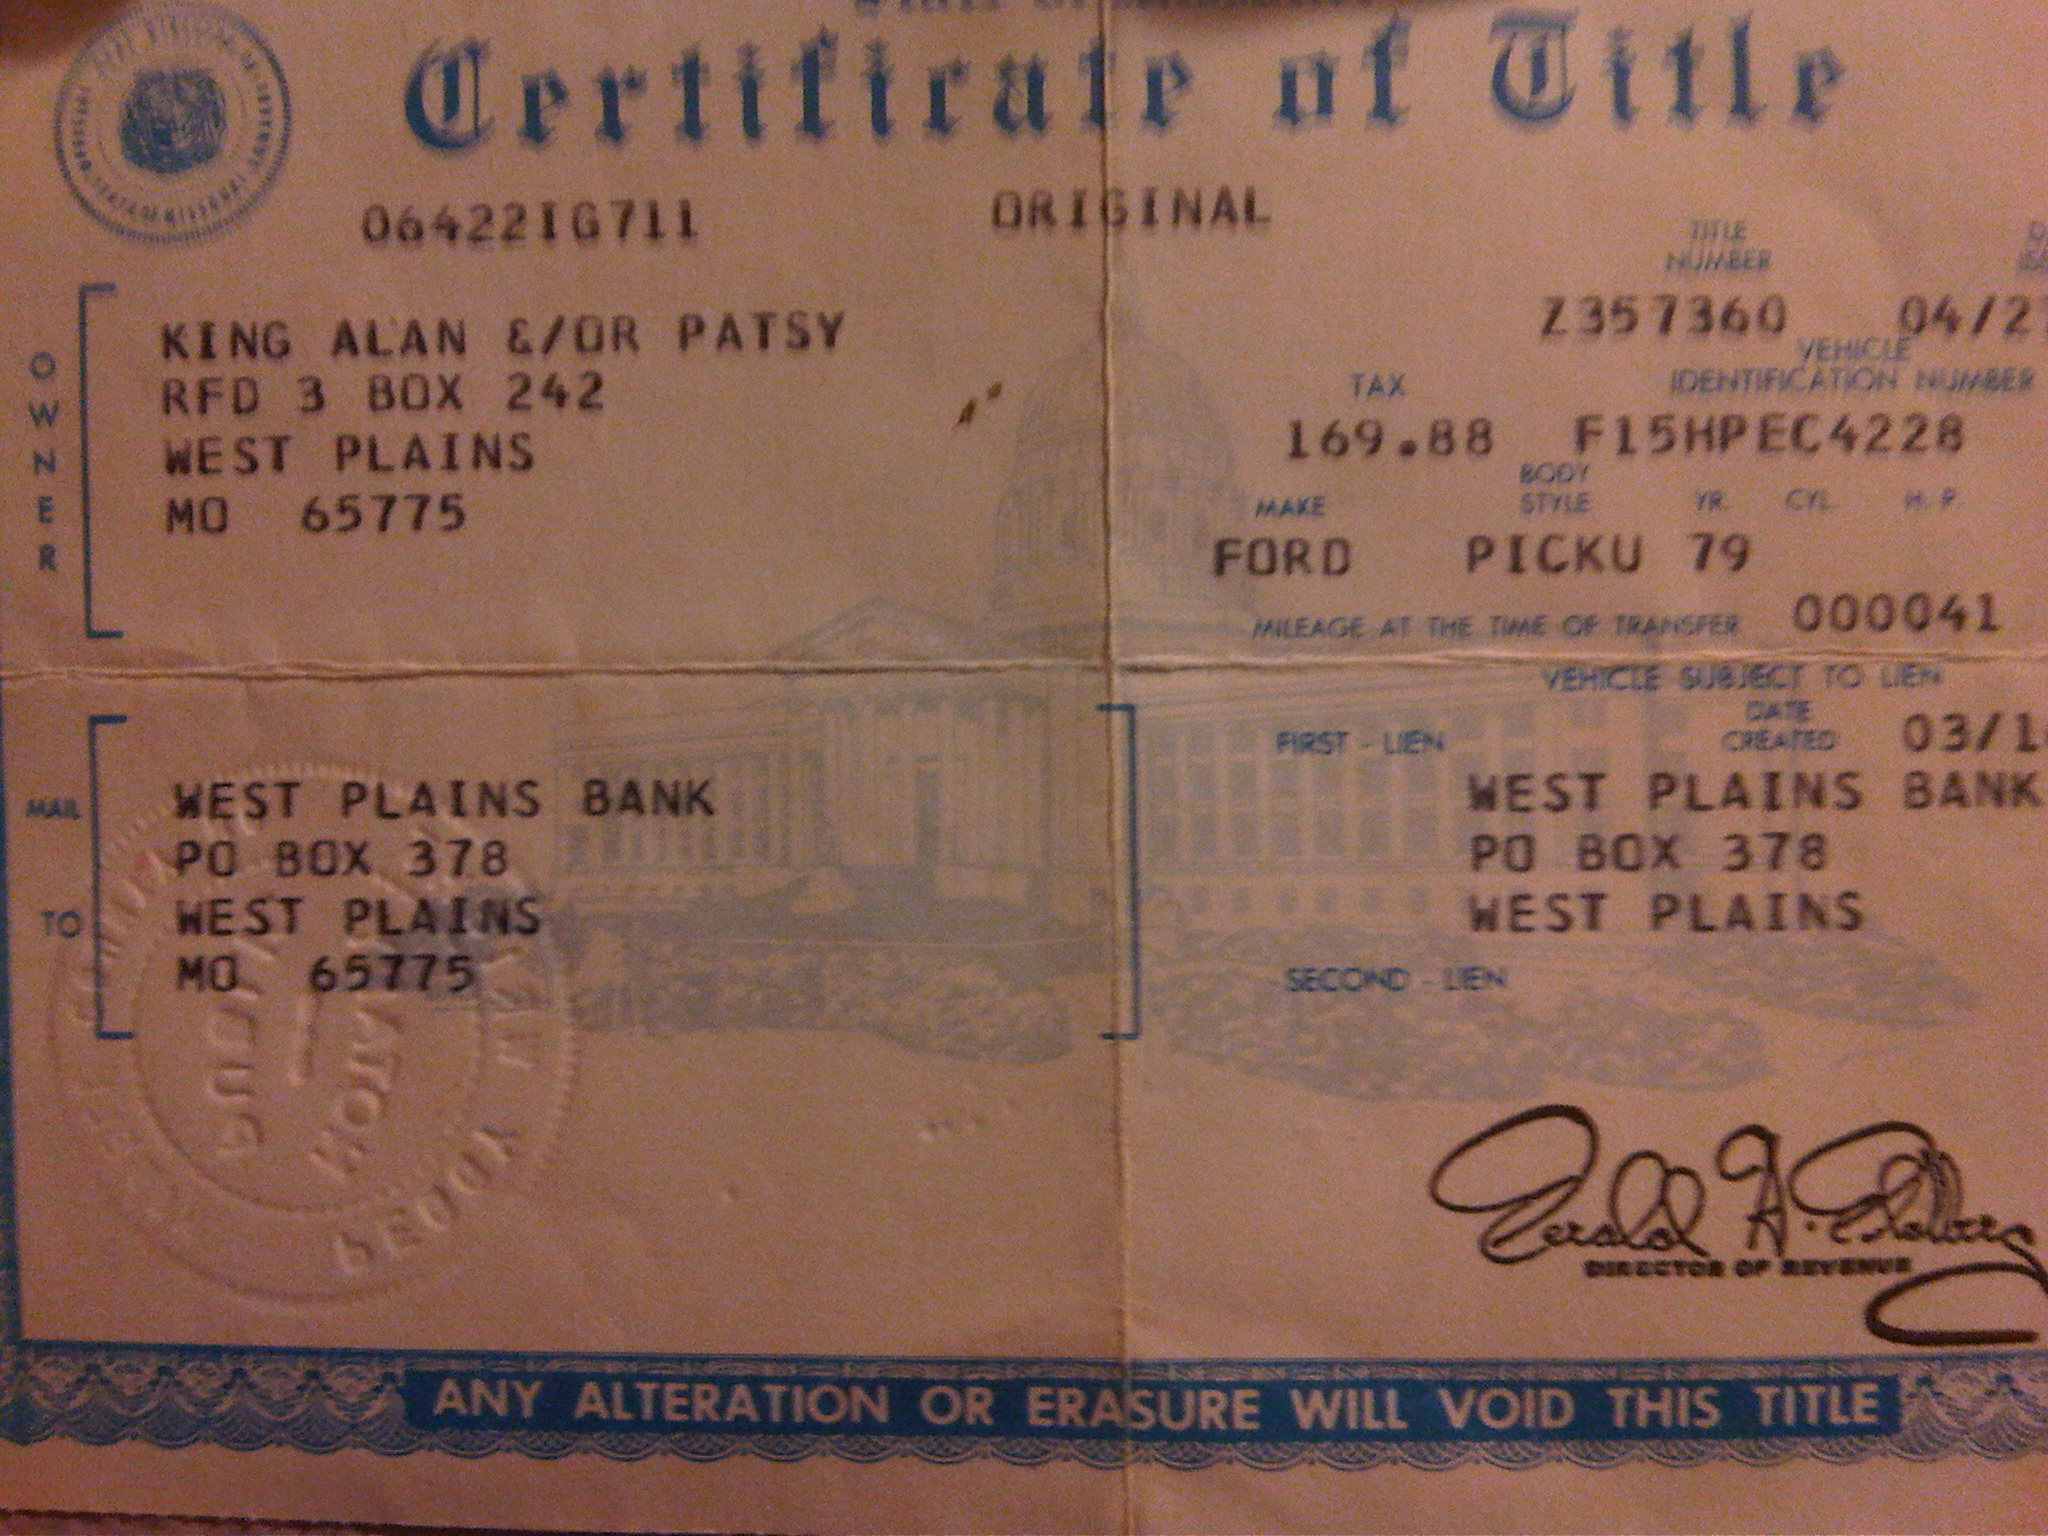 Certificate of Title
064221G711 ORIGINAL
TITLE
NUMBER
Z357360 04/2
OWNER
KING ALAN &/OR PATSY
RFD 3 BOX 242
WEST PLAINS
MO 65775
TAX
VEHICLE
IDENTIFICATION NUMBER
169.88 F15HPEC4228
MAKE
BODY
STYLE
YR. CYL. H. P.
FORD PICKU 79
MILEAGE AT THE TIME OF TRANSFER 000041
VEHICLE SUBJECT TO LIEN
MAIL
TO
WEST PLAINS BANK
PO BOX 378
WEST PLAINS
MO 65775
FIRST - LIEN
DATE
CREATED 03/1
WEST PLAINS BANK
PO BOX 378
WEST PLAINS
SECOND - LIEN
Gerald H.
DIRECTOR OF REVENUE
ANY ALTERATION OR ERASURE WILL VOID THIS TITLE